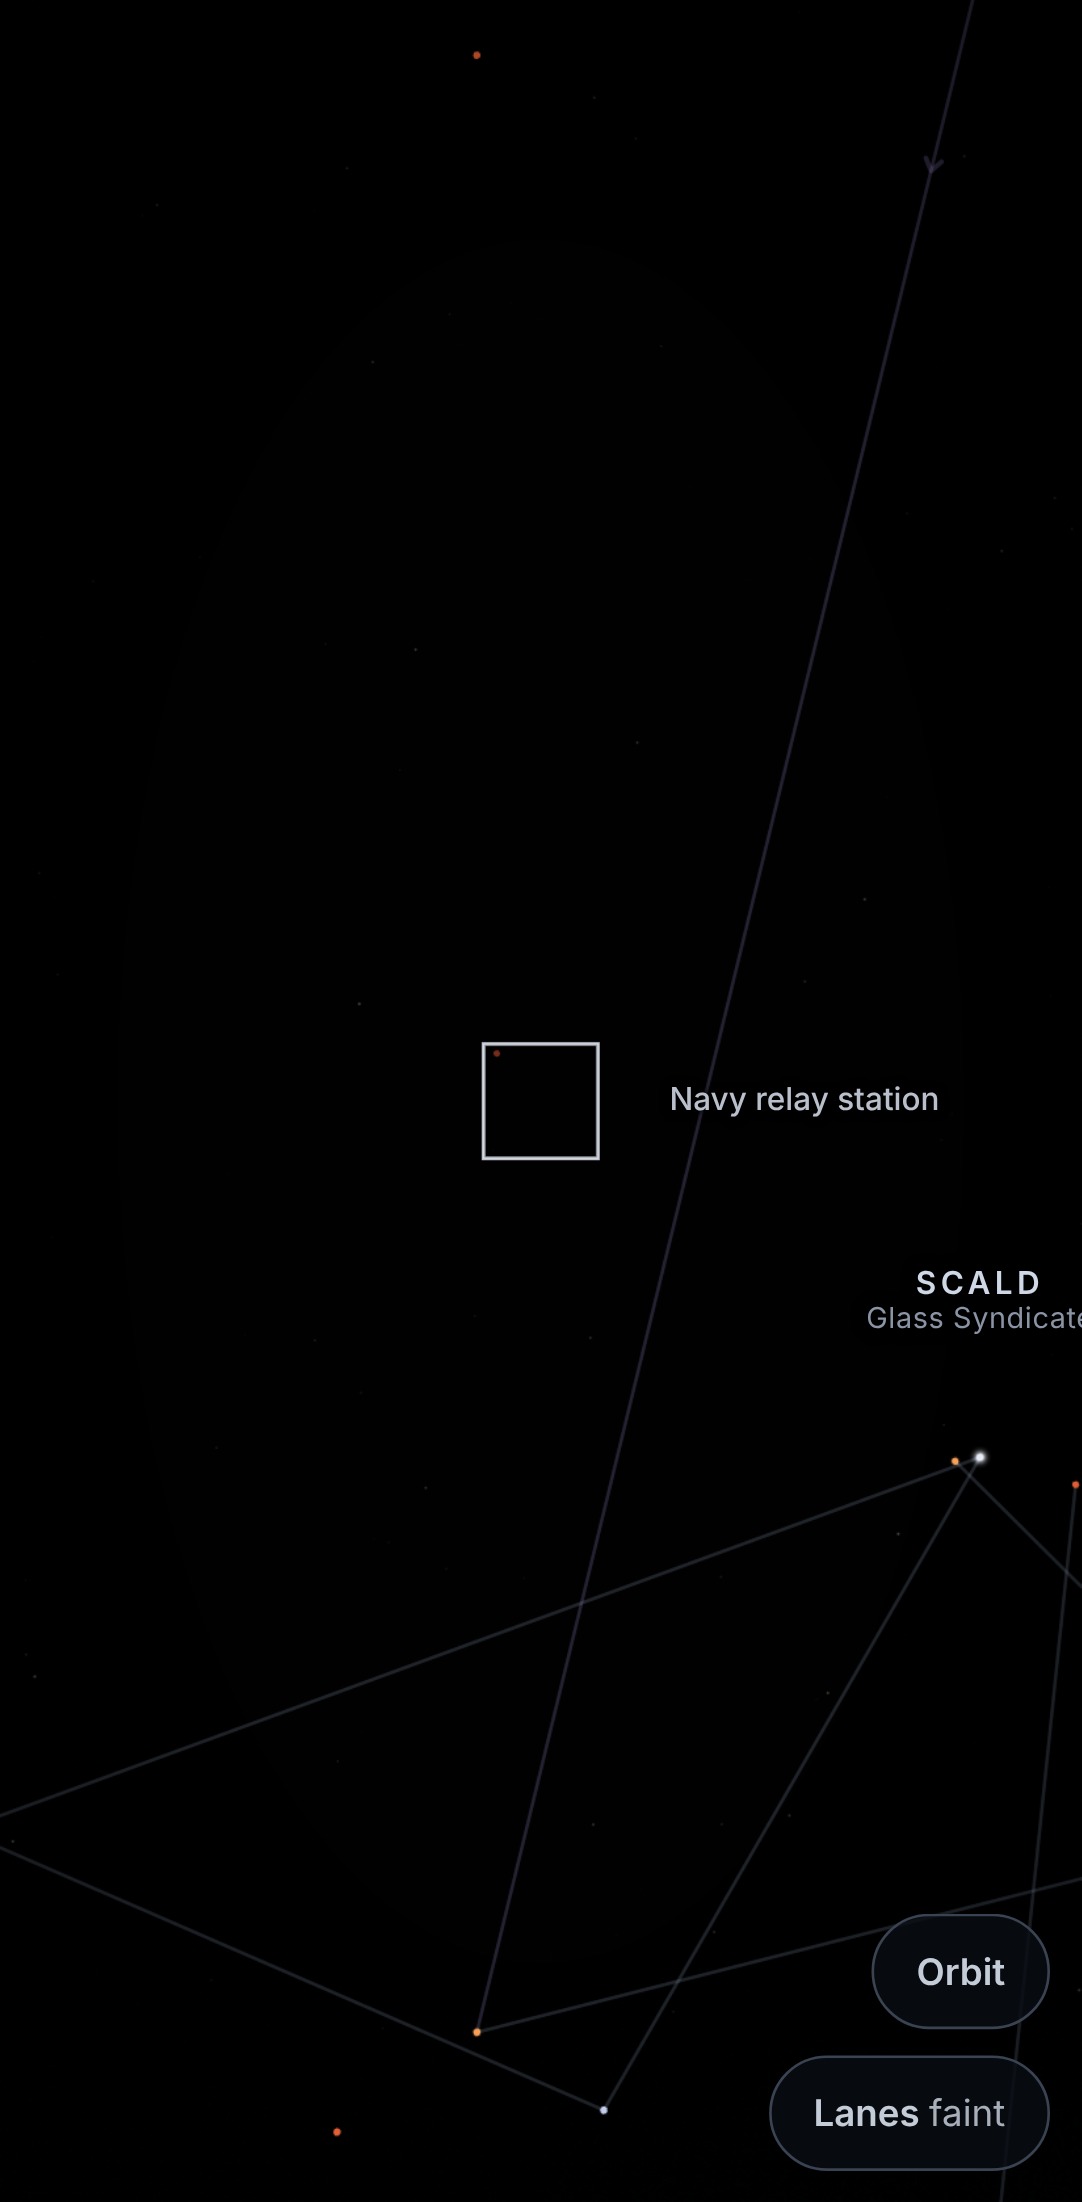 Navy relay station
SCALD
Glass Syndicate
Orbit
Lanes faint